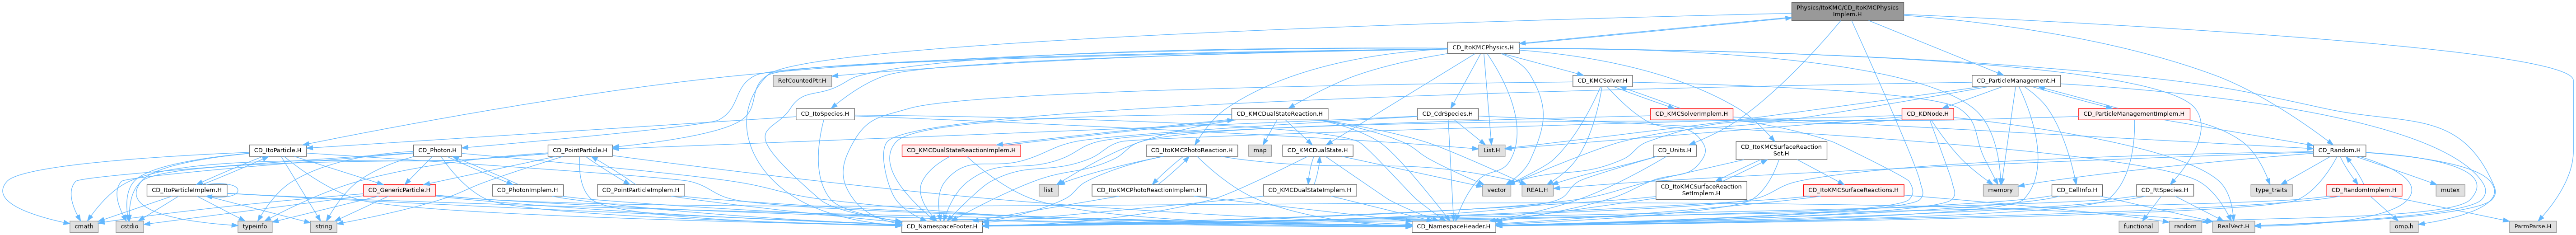 Physics/ItoKMC/CD_ItoKMCPhysics
Implem.H
CD_ItoKMCPhysics.H
RefCountedPtr.H
CD_KMCSolver.H
CD_ParticleManagement.H
CD_ItoSpecies.H
CD_KMCDualStateReaction.H
CD_CdrSpecies.H
CD_KMCSolverImplem.H
CD_KDNode.H
CD_ParticleManagementImplem.H
CD_ItoParticle.H
CD_Photon.H
CD_PointParticle.H
CD_KMCDualStateReactionImplem.H
map
CD_ItoKMCPhotoReaction.H
CD_KMCDualState.H
List.H
CD_ItoKMCSurfaceReaction
Set.H
CD_Units.H
CD_Random.H
CD_ItoParticleImplem.H
CD_GenericParticle.H
CD_PhotonImplem.H
CD_PointParticleImplem.H
list
CD_ItoKMCPhotoReactionImplem.H
CD_KMCDualStateImplem.H
vector
REAL.H
CD_ItoKMCSurfaceReaction
SetImplem.H
CD_ItoKMCSurfaceReactions.H
memory
CD_CellInfo.H
CD_RtSpecies.H
type_traits
CD_RandomImplem.H
mutex
cmath
cstdio
typeinfo
string
CD_NamespaceFooter.H
CD_NamespaceHeader.H
functional
random
RealVect.H
omp.h
ParmParse.H